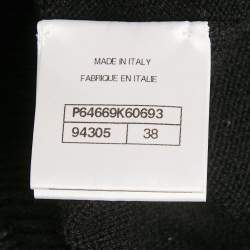 MADE IN ITALY
FABRIQUE EN ITALIE
P64669K60693
94305 38